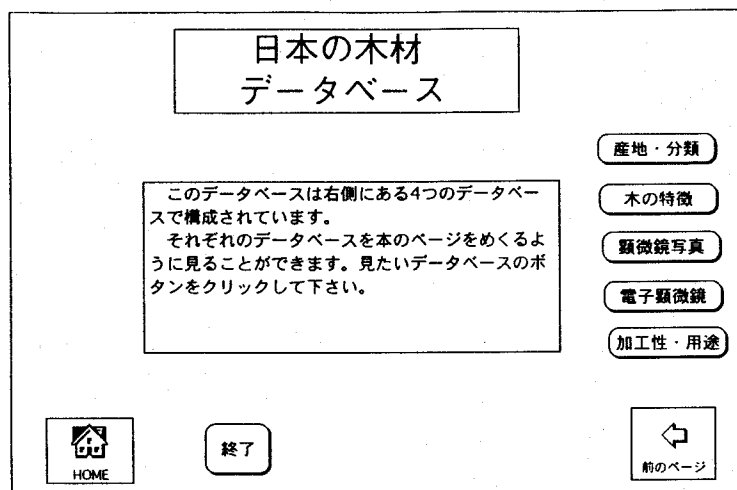 日本の木材
データベース
産地・分類
このデータベースは右側にある4つのデータベー
スで構成されています。
それぞれのデータベースを本のページをめくるよ
うに見ることができます。見たいデータベースのボ
タンをクリックして下さい。
木の特徴
顕微鏡写真
電子顕微鏡
加工性・用途
HOME
終了
前のページ